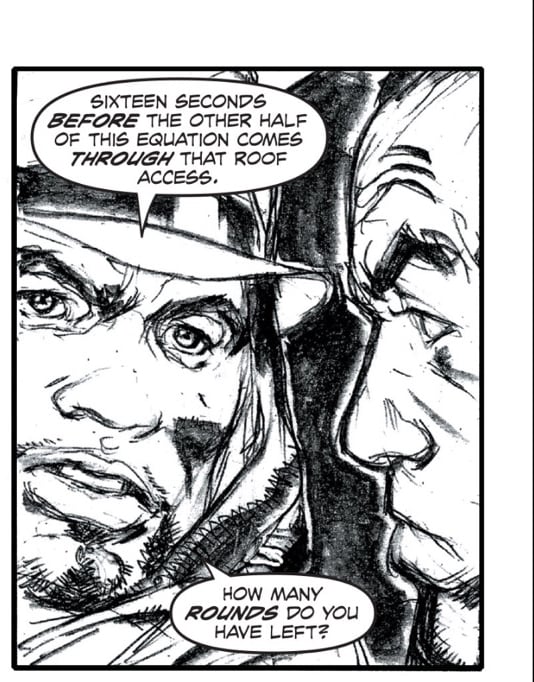 SIXTEEN SECONDS
BEFORE THE OTHER HALF
OF THIS EQUATION COMES
THROUGH THAT ROOF
ACCESS.
HOW MANY
ROUNDS DO YOU
HAVE LEFT?